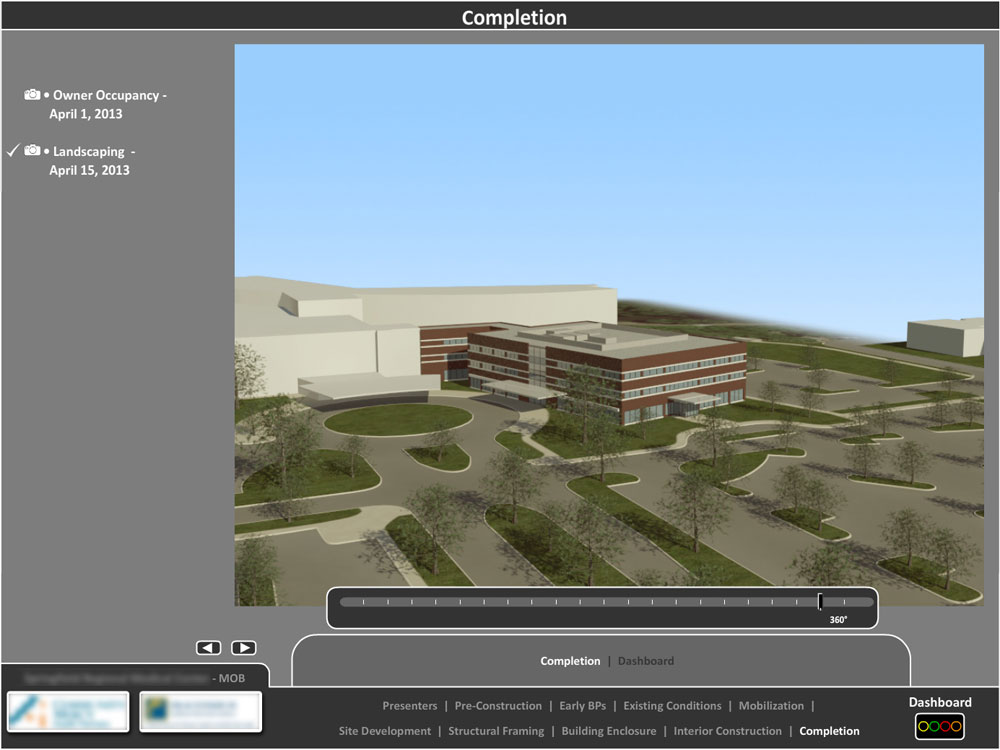 Completion
• Owner Occupancy -
April 1, 2013
• Landscaping -
April 15, 2013
360°
Completion | Dashboard
- MOB
Presenters | Pre-Construction | Early BPs | Existing Conditions | Mobilization |
Site Development | Structural Framing | Building Enclosure | Interior Construction | Completion
Dashboard